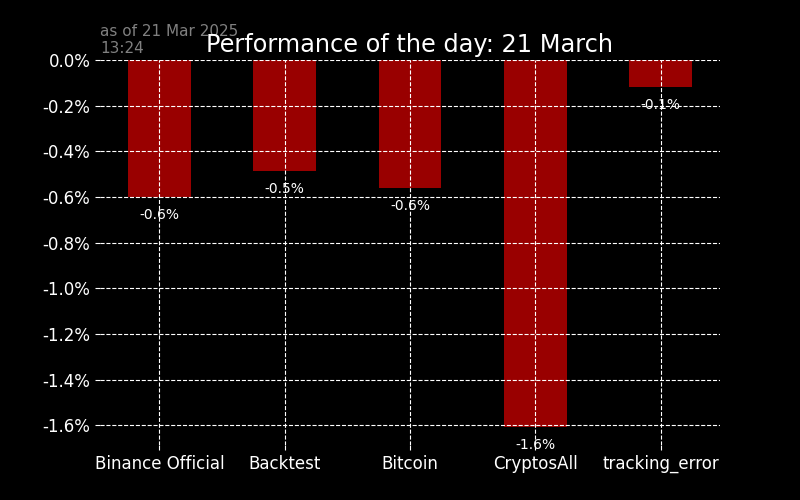 as of 21 Mar 2025
13:24
Performance of the day: 21 March
0.0%
-0.2%
-0.4%
-0.6%
-0.8%
-1.0%
-1.2%
-1.4%
-1.6%
-0.6%
-0.5%
-0.6%
-1.6%
-0.1%
Binance Official
Backtest
Bitcoin
CryptosAll
tracking_error